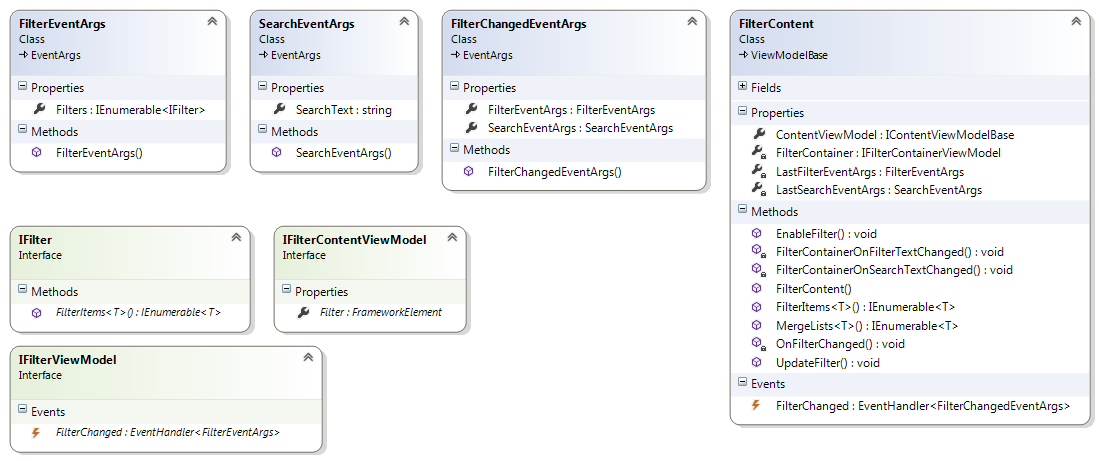 FilterEventArgs
Class
EventArgs
Properties
Filters : IEnumerable<IFilter>
Methods
FilterEventArgs()
SearchEventArgs
Class
EventArgs
Properties
SearchText : string
Methods
SearchEventArgs()
FilterChangedEventArgs
Class
EventArgs
Properties
FilterEventArgs : FilterEventArgs
SearchEventArgs : SearchEventArgs
Methods
FilterChangedEventArgs()
FilterContent
Class
ViewModelBase
Fields
Properties
ContentViewModel : IContentViewModelBase
FilterContainer : IFilterContainerViewModel
LastFilterEventArgs : FilterEventArgs
LastSearchEventArgs : SearchEventArgs
Methods
EnableFilter() : void
FilterContainerOnFilterTextChanged() : void
FilterContainerOnSearchTextChanged() : void
FilterContent()
FilterItems<T>() : IEnumerable<T>
MergeLists<T>() : IEnumerable<T>
OnFilterChanged() : void
UpdateFilter() : void
Events
FilterChanged : EventHandler<FilterChangedEventArgs>
IFilter
Interface
Methods
FilterItems<T>() : IEnumerable<T>
IFilterContentViewModel
Interface
Properties
Filter : FrameworkElement
IFilterViewModel
Interface
Events
FilterChanged : EventHandler<FilterEventArgs>